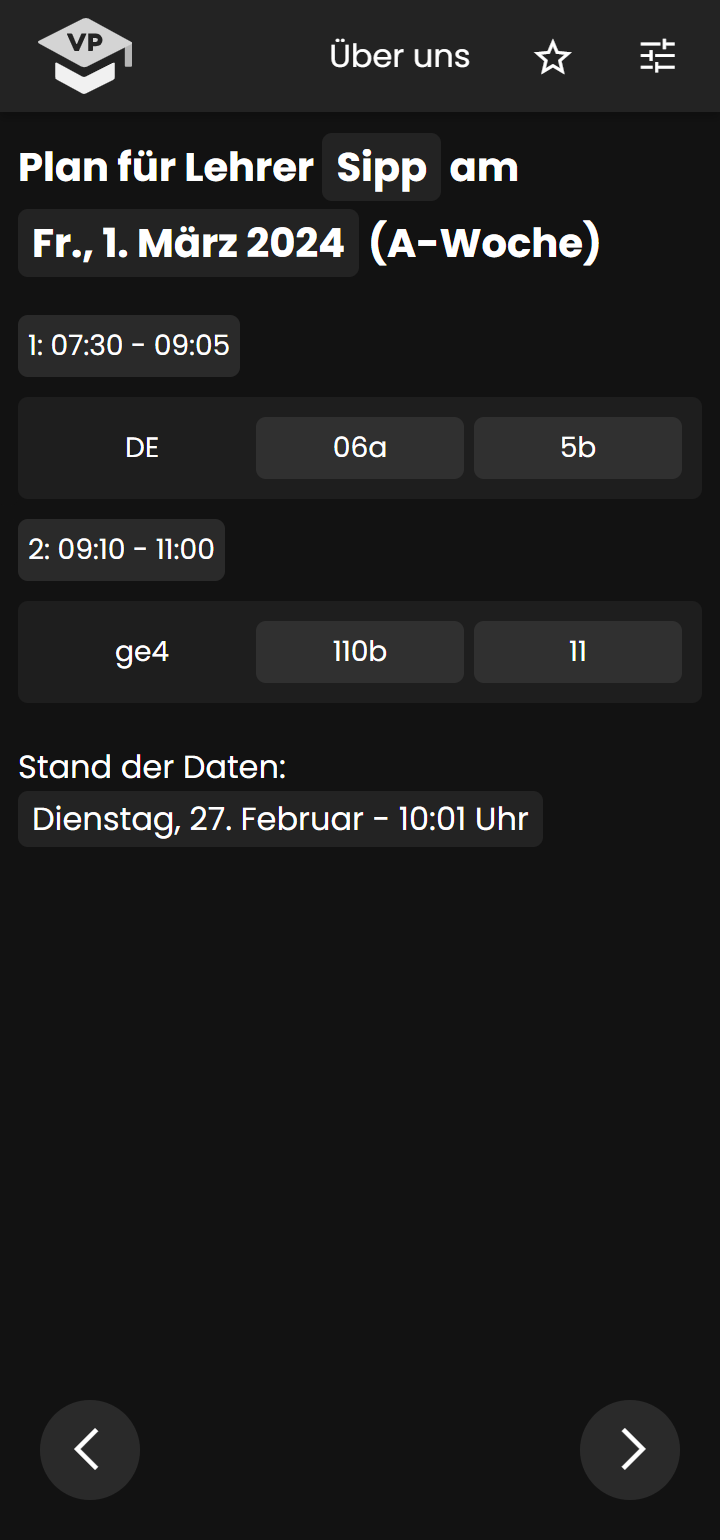 VP
Über uns
Plan für Lehrer Sipp am
Fr., 1. März 2024 (A-Woche)
1: 07:30 - 09:05
DE 06a 5b
2: 09:10 - 11:00
ge4 110b 11
Stand der Daten:
Dienstag, 27. Februar - 10:01 Uhr